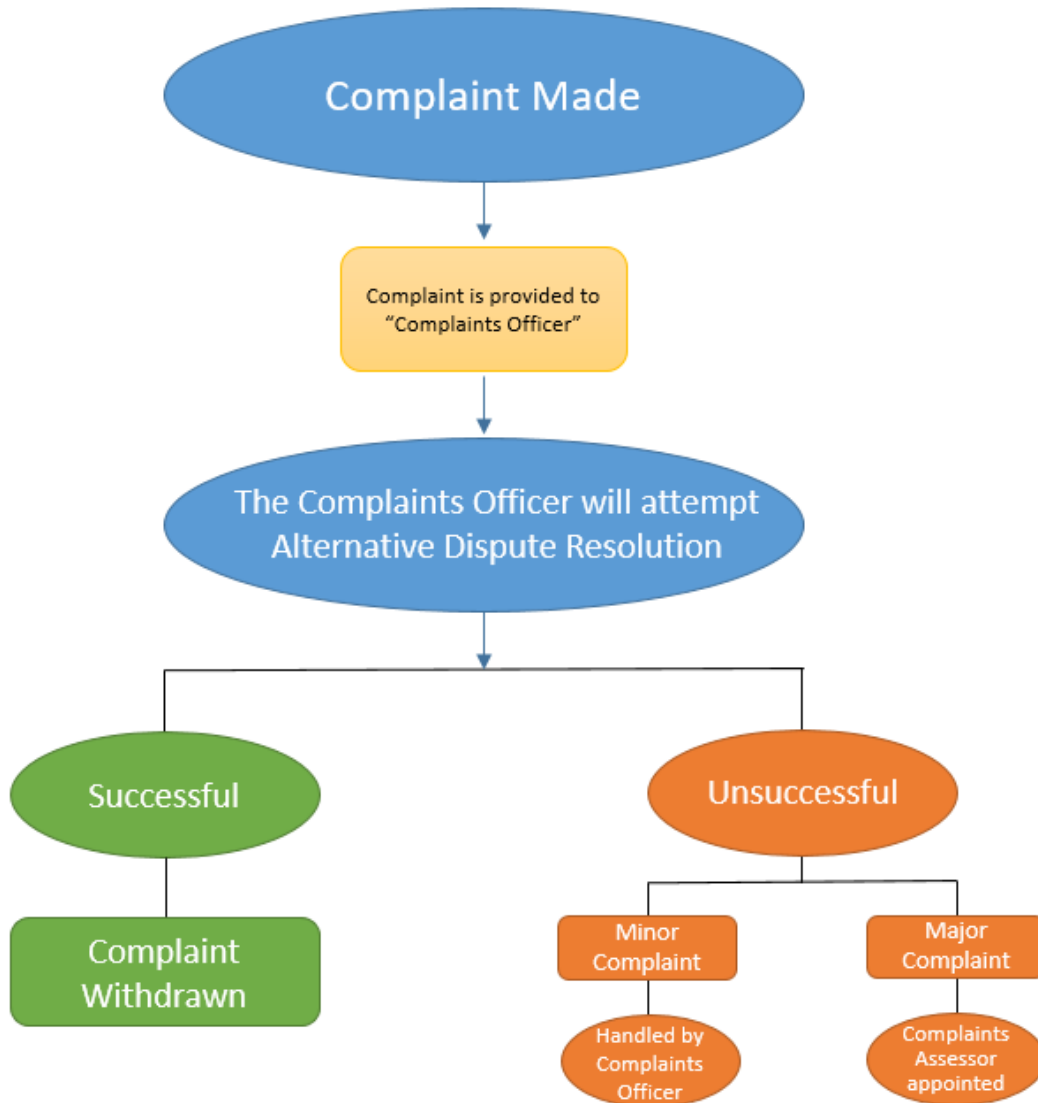 Complaint Made
Complaint is provided to
“Complaints Officer”
The Complaints Officer will attempt
Alternative Dispute Resolution
Successful
Unsuccessful
Complaint
Withdrawn
Minor
Complaint
Major
Complaint
Handled by
Complaints
Officer
Complaints
Assessor
appointed